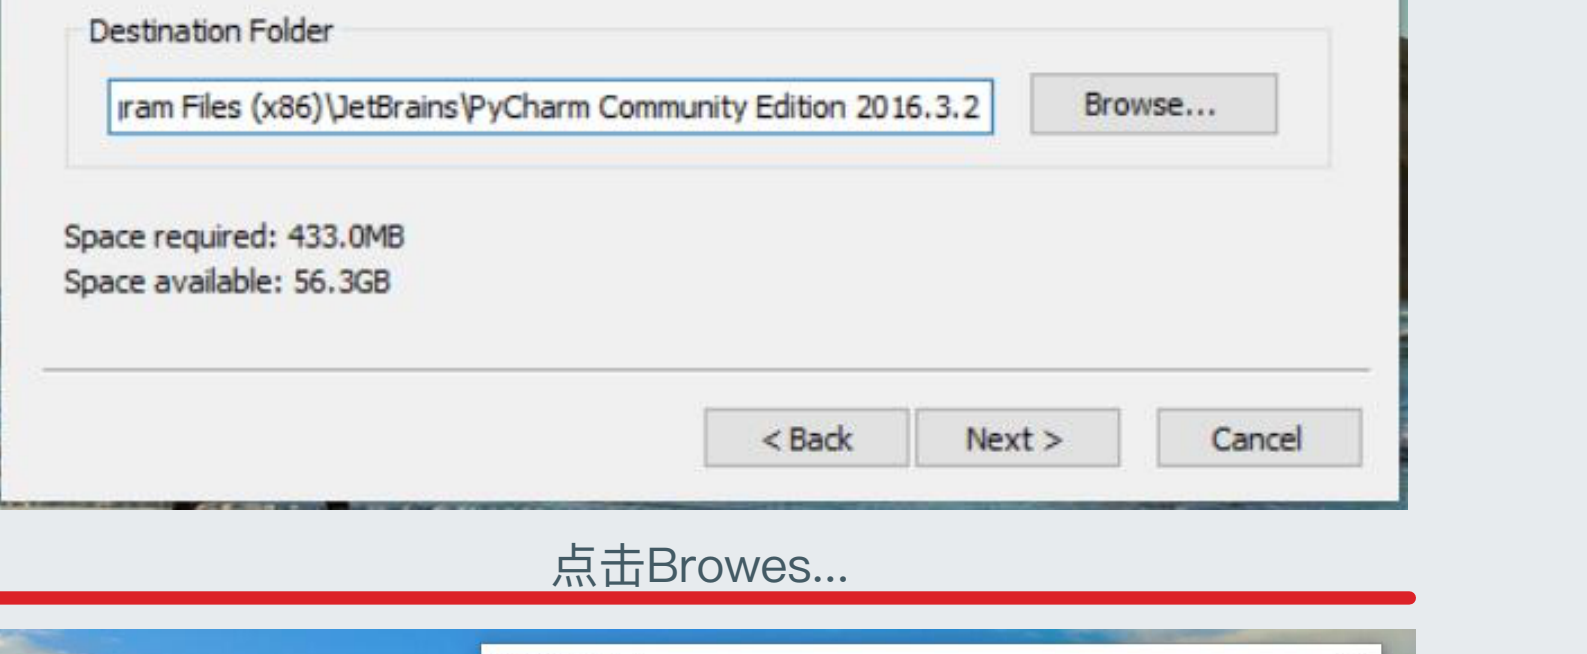 Destination Folder
ram Files (x86)\JetBrains\PyCharm Community Edition 2016.3.2
Browse...
Space required: 433.0MB
Space available: 56.3GB
< Back
Next >
Cancel
点击Browes...